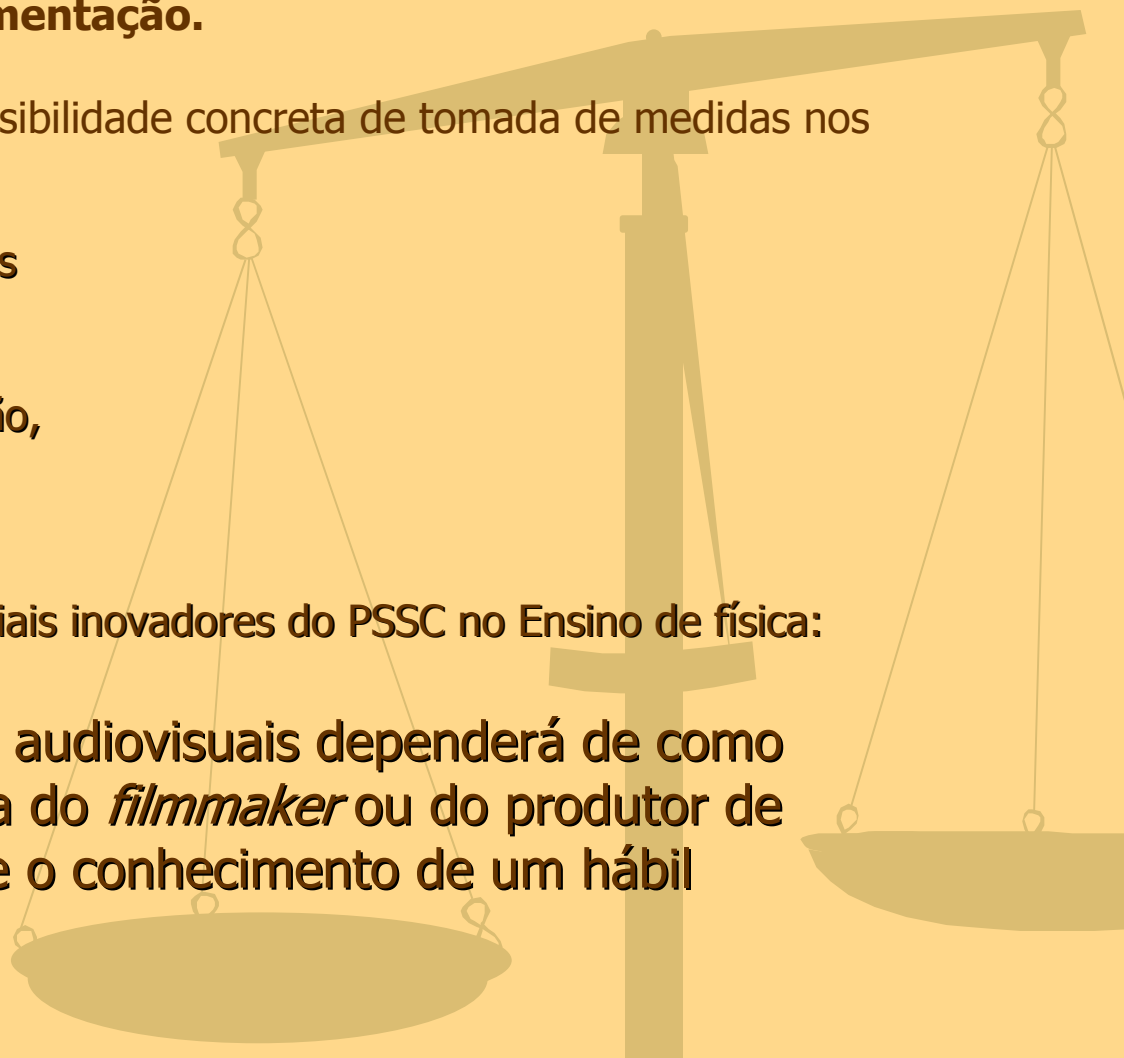 mentação.
sibilidade concreta de tomada de medidas nos
s
ão,
iais inovadores do PSSC no Ensino de física:
audiovisuais dependerá de como
a do filmmaker ou do produtor de
e o conhecimento de um hábil